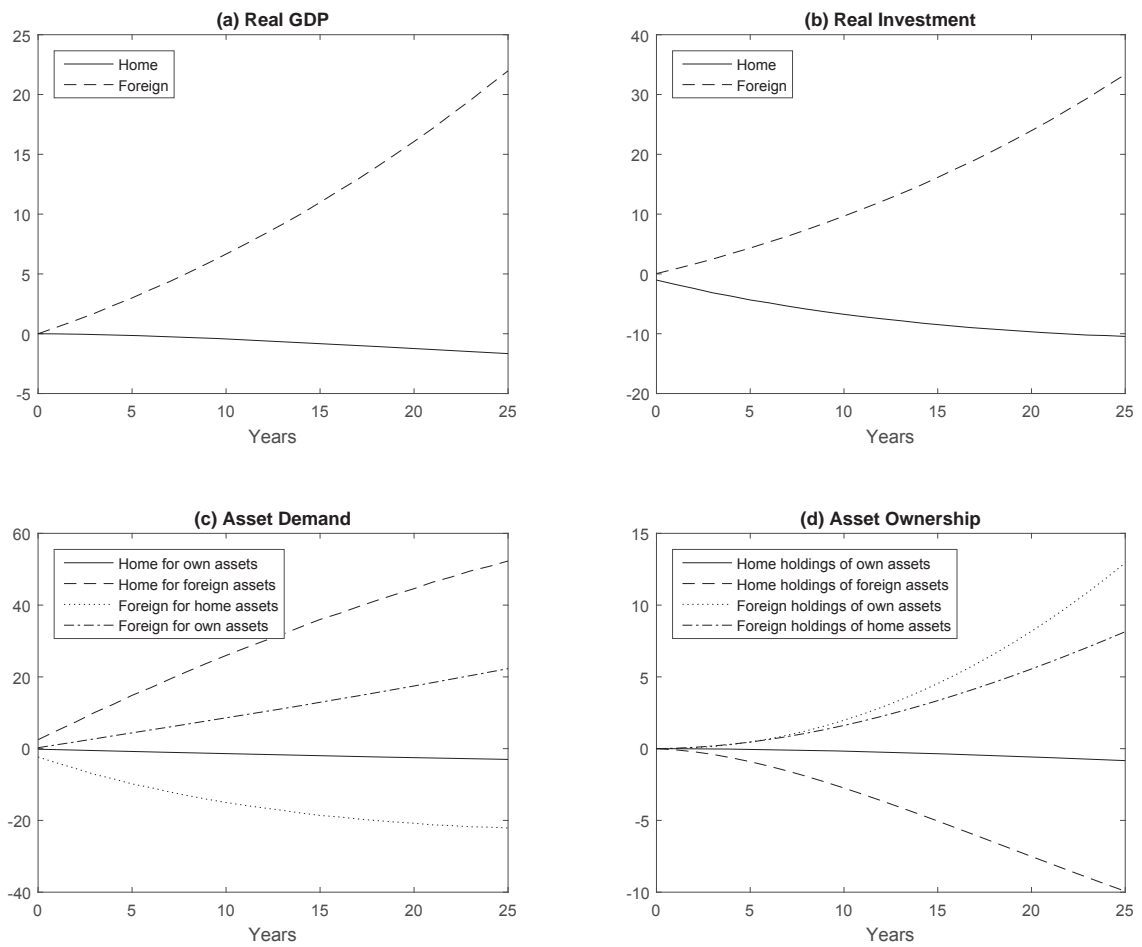 (a) Real GDP
25
20
15
10
5
0
-5
Home
Foreign
0 5 10 15 20 25
Years
(b) Real Investment
40
30
20
10
0
-10
-20
Home
Foreign
0 5 10 15 20 25
Years
(c) Asset Demand
60
40
20
0
-20
-40
Home for own assets
Home for foreign assets
Foreign for home assets
Foreign for own assets
0 5 10 15 20 25
Years
(d) Asset Ownership
15
10
5
0
-5
-10
Home holdings of own assets
Home holdings of foreign assets
Foreign holdings of own assets
Foreign holdings of home assets
0 5 10 15 20 25
Years